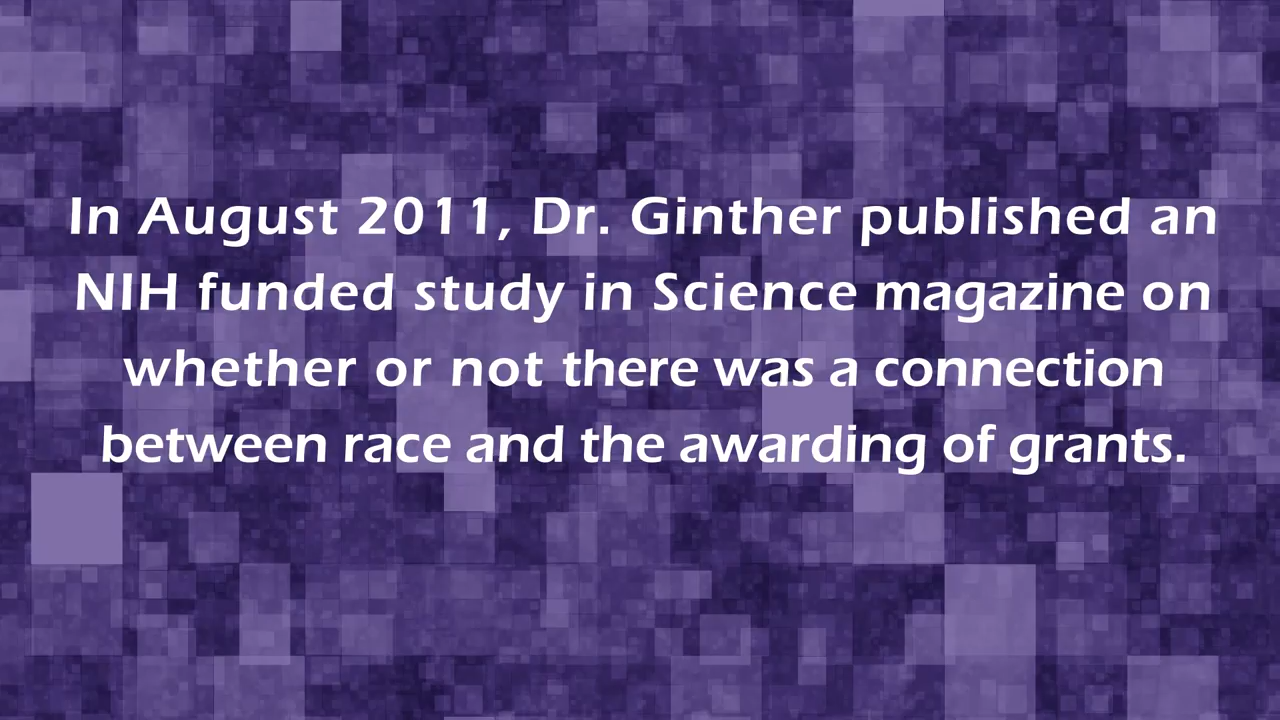 In August 2011, Dr. Ginther published an
NIH funded study in Science magazine on
whether or not there was a connection
between race and the awarding of grants.